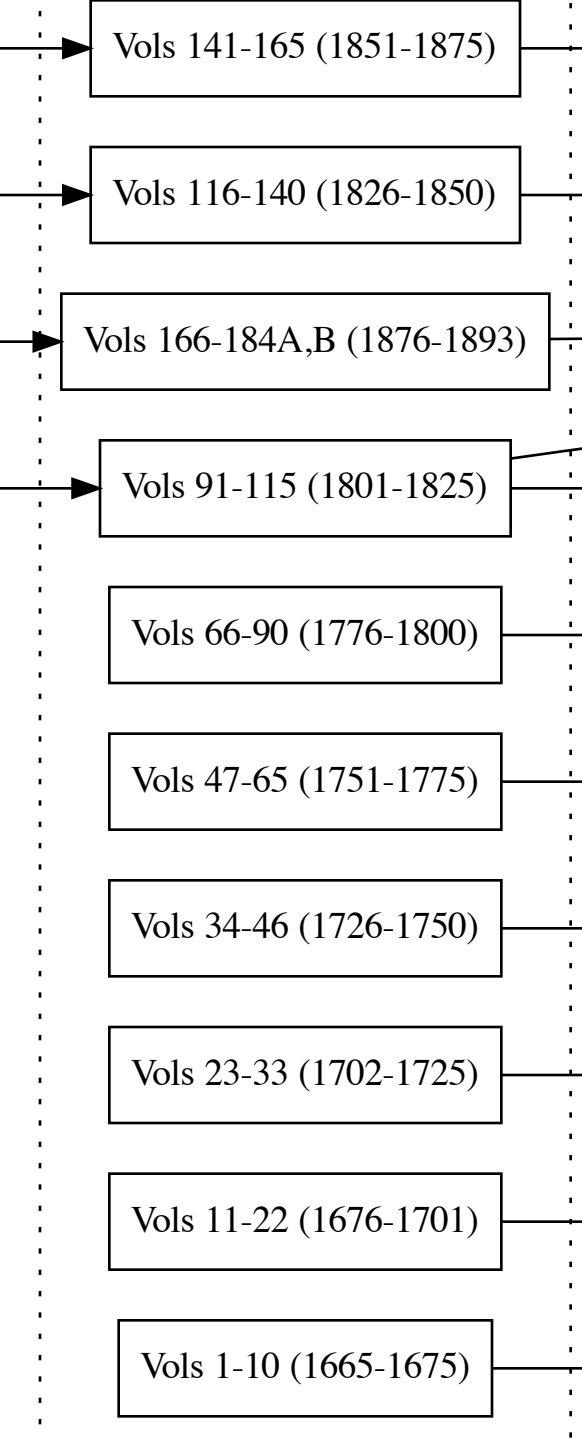 Vols 141-165 (1851-1875)
Vols 116-140 (1826-1850)
Vols 166-184A,B (1876-1893)
Vols 91-115 (1801-1825)
Vols 66-90 (1776-1800)
Vols 47-65 (1751-1775)
Vols 34-46 (1726-1750)
Vols 23-33 (1702-1725)
Vols 11-22 (1676-1701)
Vols 1-10 (1665-1675)